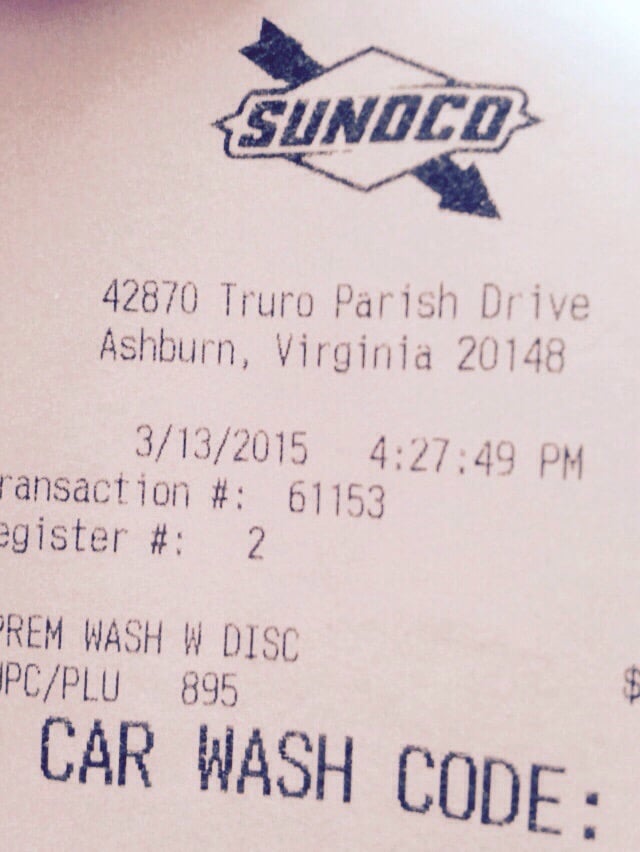 SUNOCO
42870 Truro Parish Drive
Ashburn, Virginia 20148
3/13/2015 4:27:49 PM
ransaction #: 61153
egister #: 2
PREM WASH W DISC
UPC/PLU 895 $
CAR WASH CODE: